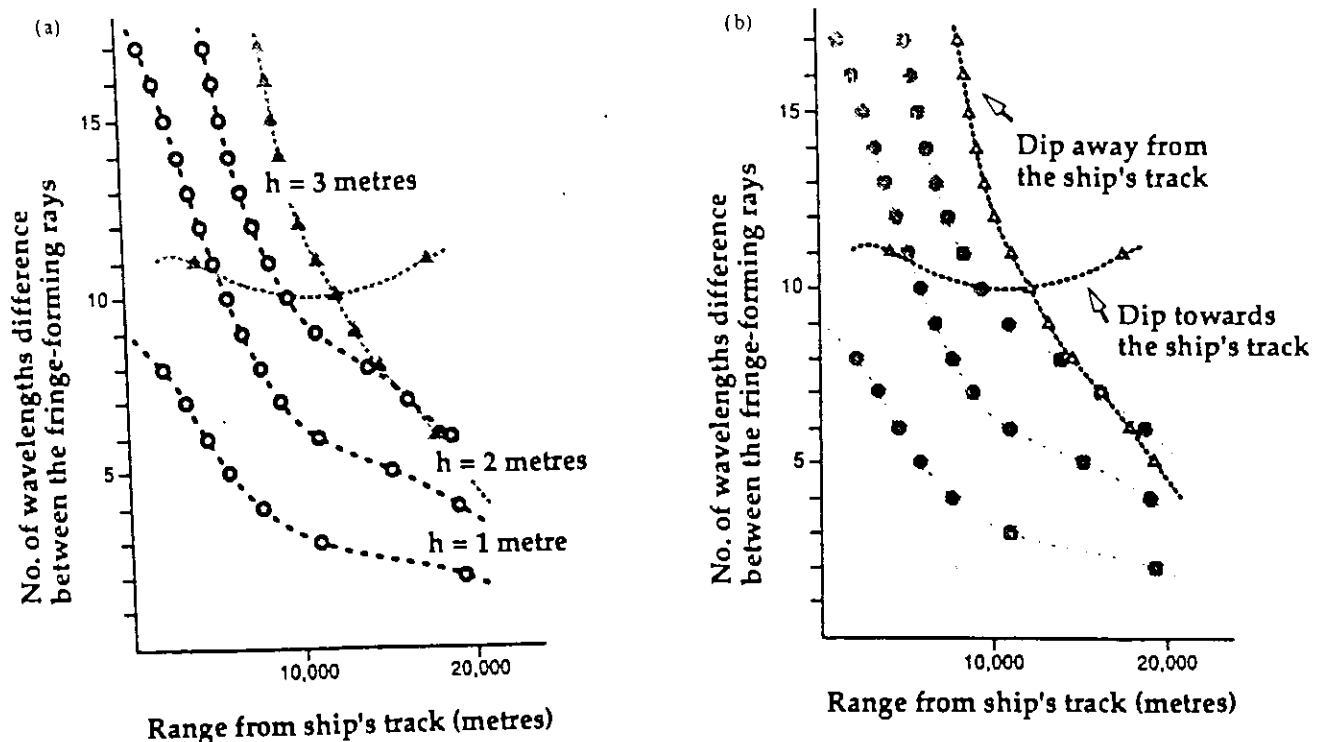 (a)
No. of wavelengths difference
between the fringe-forming rays
15
10
5
h = 3 metres
h = 2 metres
h = 1 metre
10,000
20,000
Range from ship's track (metres)
(b)
No. of wavelengths difference
between the fringe-forming rays
15
10
5
Dip away from
the ship's track
Dip towards
the ship's track
10,000
20,000
Range from ship's track (metres)